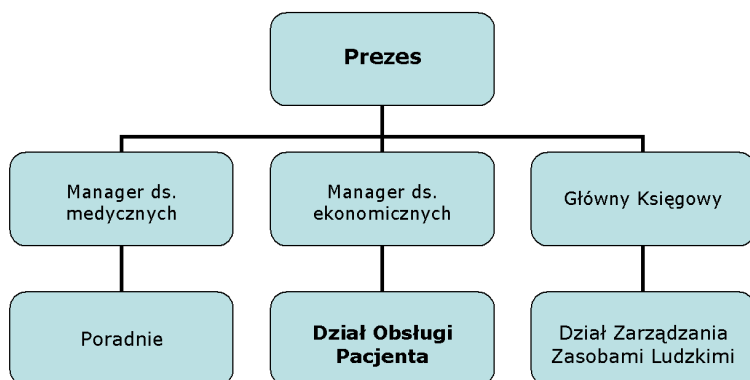 Prezes
Manager ds.
medycznych
Manager ds.
ekonomicznych
Główny Księgowy
Poradnie
Dział Obsługi
Pacjenta
Dział Zarządzania
Zasobami Ludzkimi